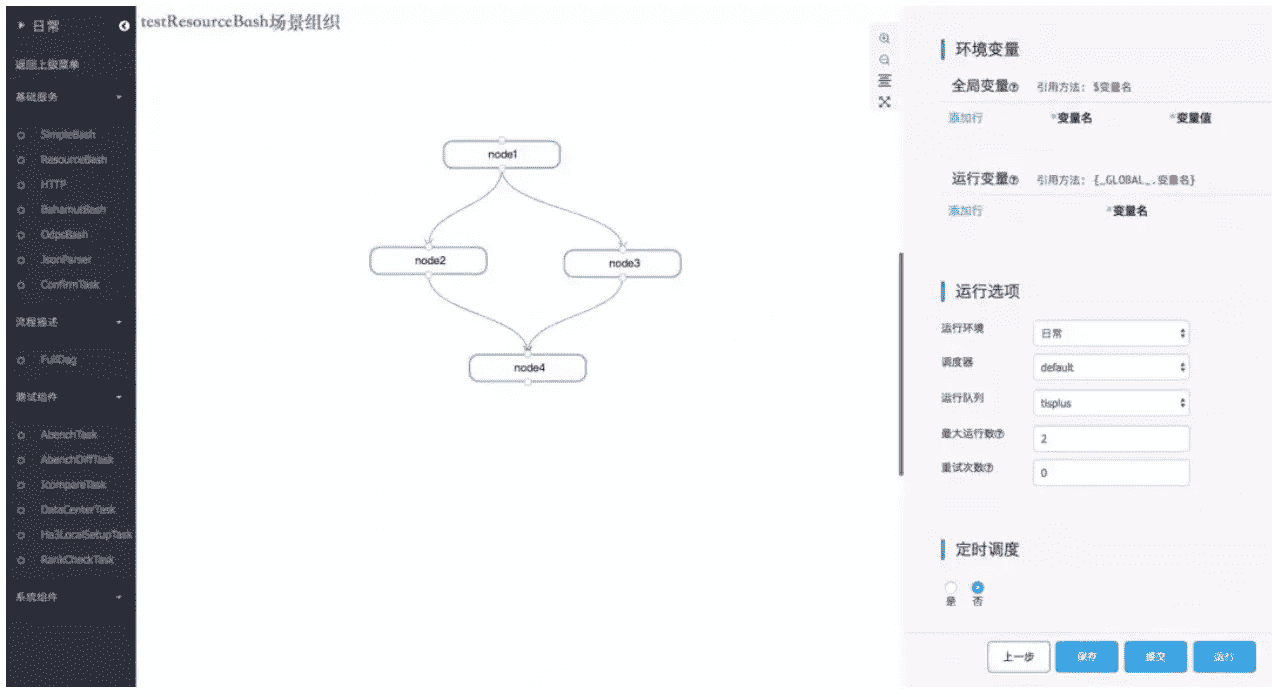 日常
返回上级菜单
基础服务
SimpleBash
ResourceBash
HTTP
BahamutBash
OdpsBash
JsonParser
ConfirmTask
流程描述
FullDag
测试组件
AbenchTask
AbenchDiffTask
IcompareTask
DataCenterTask
Ha3LocalSetupTask
RankCheckTask
系统组件
testResourceBash场景组织
node1
node2
node3
node4
环境变量
全局变量? 引用方法: $变量名
添加行 *变量名 *变量值
运行变量? 引用方法: {_GLOBAL_.变量名}
添加行 *变量名
运行选项
运行环境 日常
调度器 default
运行队列 tisplus
最大运行数? 2
重试次数? 0
定时调度
是 否
上一步 保存 提交 运行